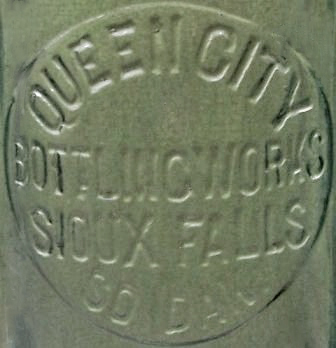 QUEEN CITY
BOTTLING WORKS
SIOUX FALLS
SO DAK.